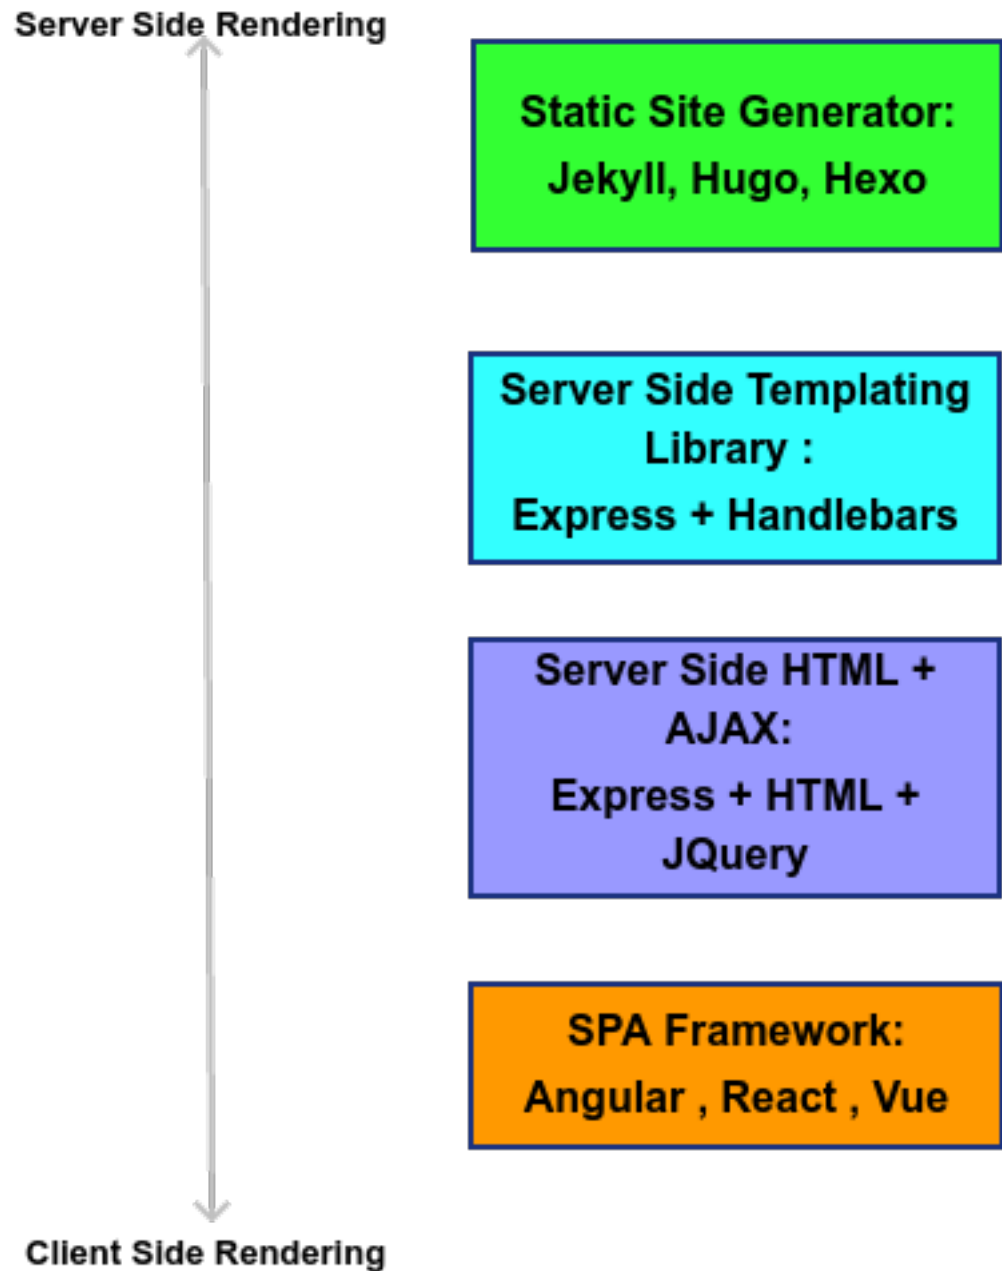 Server Side Rendering
Static Site Generator:
Jekyll, Hugo, Hexo
Server Side Templating
Library :
Express + Handlebars
Server Side HTML +
AJAX:
Express + HTML +
JQuery
SPA Framework:
Angular , React , Vue
Client Side Rendering